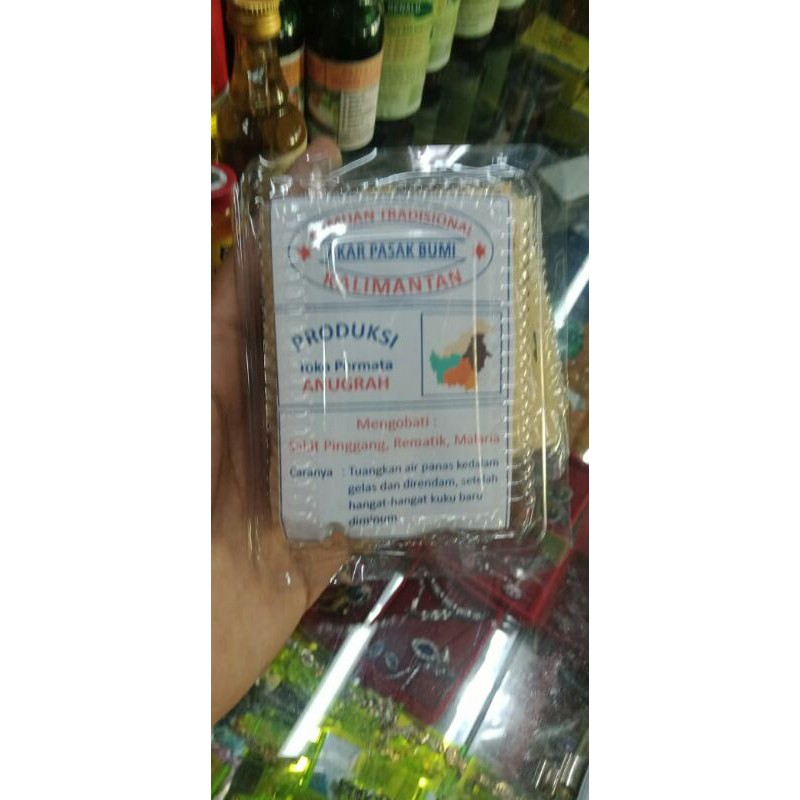 RAMUAN TRADISIONAL
AKAR PASAK BUMI
KALIMANTAN
PRODUKSI
Toko Permata
ANUGRAH
Mengobati :
Sakit Pinggang, Rematik, Malaria
Caranya : Tuangkan air panas kedalam
gelas dan direndam, setelah
hangat-hangat kuku baru
diminum